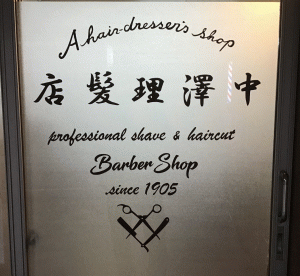 A hair-dresser's shop
店髪理澤中
professional shave & haircut
Barber Shop
.since 1905